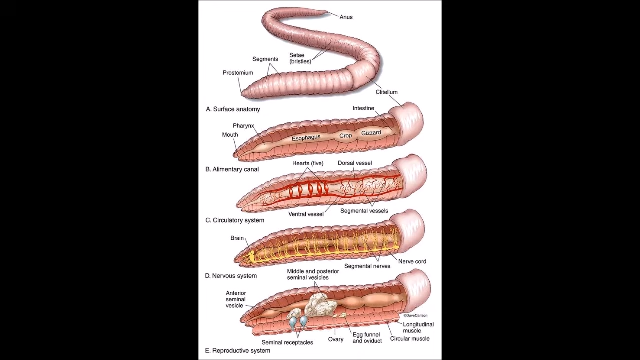 Anus
Setae
(bristles)
Segments
Prostomium
Clitellum
A. Surface anatomy
Intestine
Pharynx
Mouth
Esophagus
Crop
Gizzard
B. Alimentary canal
Hearts (five)
Dorsal vessel
Ventral vessel
Segmental vessels
C. Circulatory system
Brain
Nerve cord
Segmental nerves
D. Nervous system
Middle and posterior
seminal vesicles
Anterior
seminal
vesicle
Longitudinal
muscle
Circular muscle
Egg funnel
and oviduct
Ovary
Seminal receptacles
E. Reproductive system